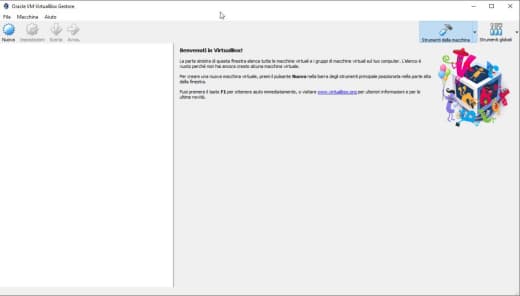 Oracle VM VirtualBox Gestore
File Macchina Aiuto
Nuova Impostazioni Scarta Avvia
Strumenti della macchina Strumenti globali
Benvenuti in VirtualBox!
La parte sinistra di questa finestra elenca tutte le macchine virtuali e i gruppi di macchine virtuali sul tuo computer. L'elenco è
vuoto perché non hai ancora creato alcuna macchina virtuale.
Per creare una nuova macchina virtuale, premi il pulsante Nuova nella barra degli strumenti principale posizionata nella parte alta
della finestra.
Puoi premere il tasto F1 per ottenere aiuto immediatamente, o visitare www.virtualbox.org per ulteriori informazioni e per le
ultime novità.